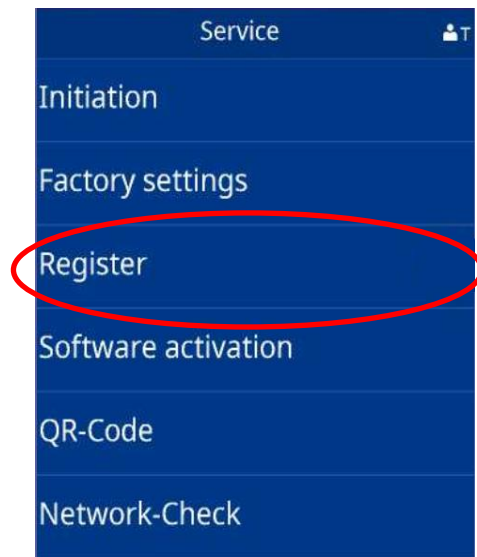 Service
T
Initiation
Factory settings
Register
Software activation
QR-Code
Network-Check